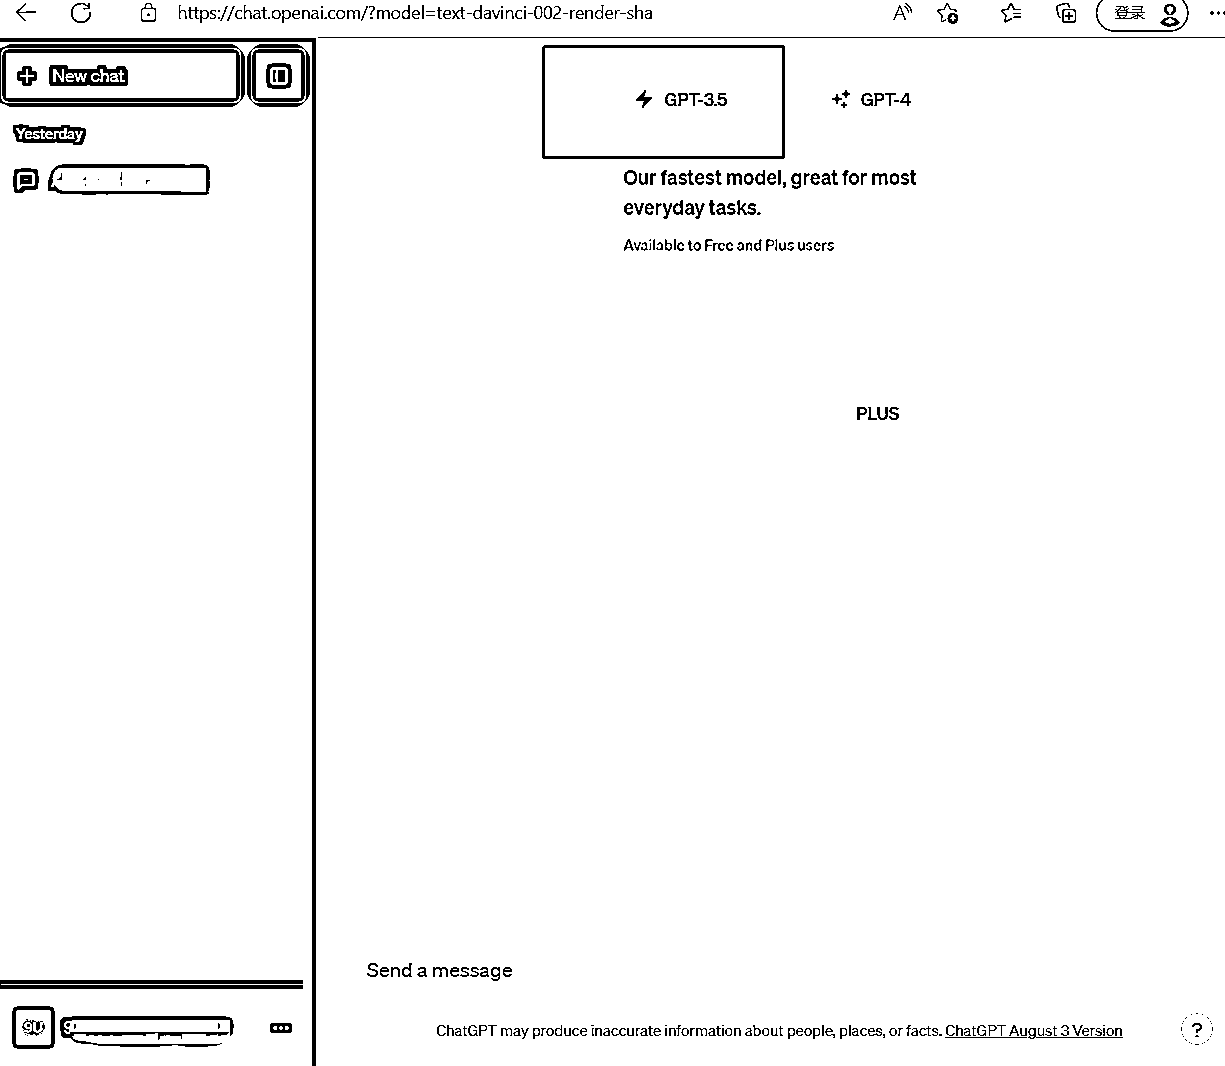 https://chat.openai.com/?model=text-davinci-002-render-sha
登录
New chat
Yesterday
GPT-3.5
GPT-4
Our fastest model, great for most
everyday tasks.
Available to Free and Plus users
PLUS
Send a message
gu
ChatGPT may produce inaccurate information about people, places, or facts. ChatGPT August 3 Version
?